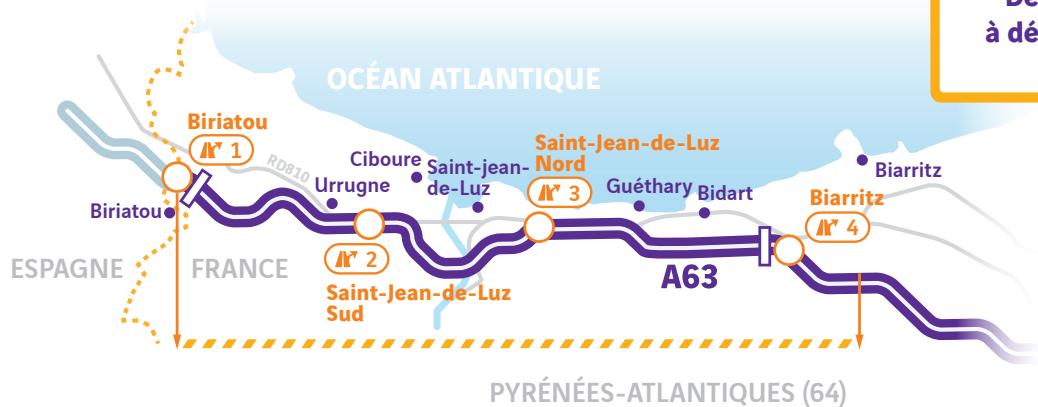 à dé
OCÉAN ATLANTIQUE
Biriatou
1
RD810
Ciboure
Saint-jean-
de-Luz
Urrugne
Saint-Jean-de-Luz
Nord
3
Guéthary
Bidart
Biarritz
Biarritz
4
Biriatou
ESPAGNE
FRANCE
2
Saint-Jean-de-Luz
Sud
A63
PYRÉNÉES-ATLANTIQUES (64)